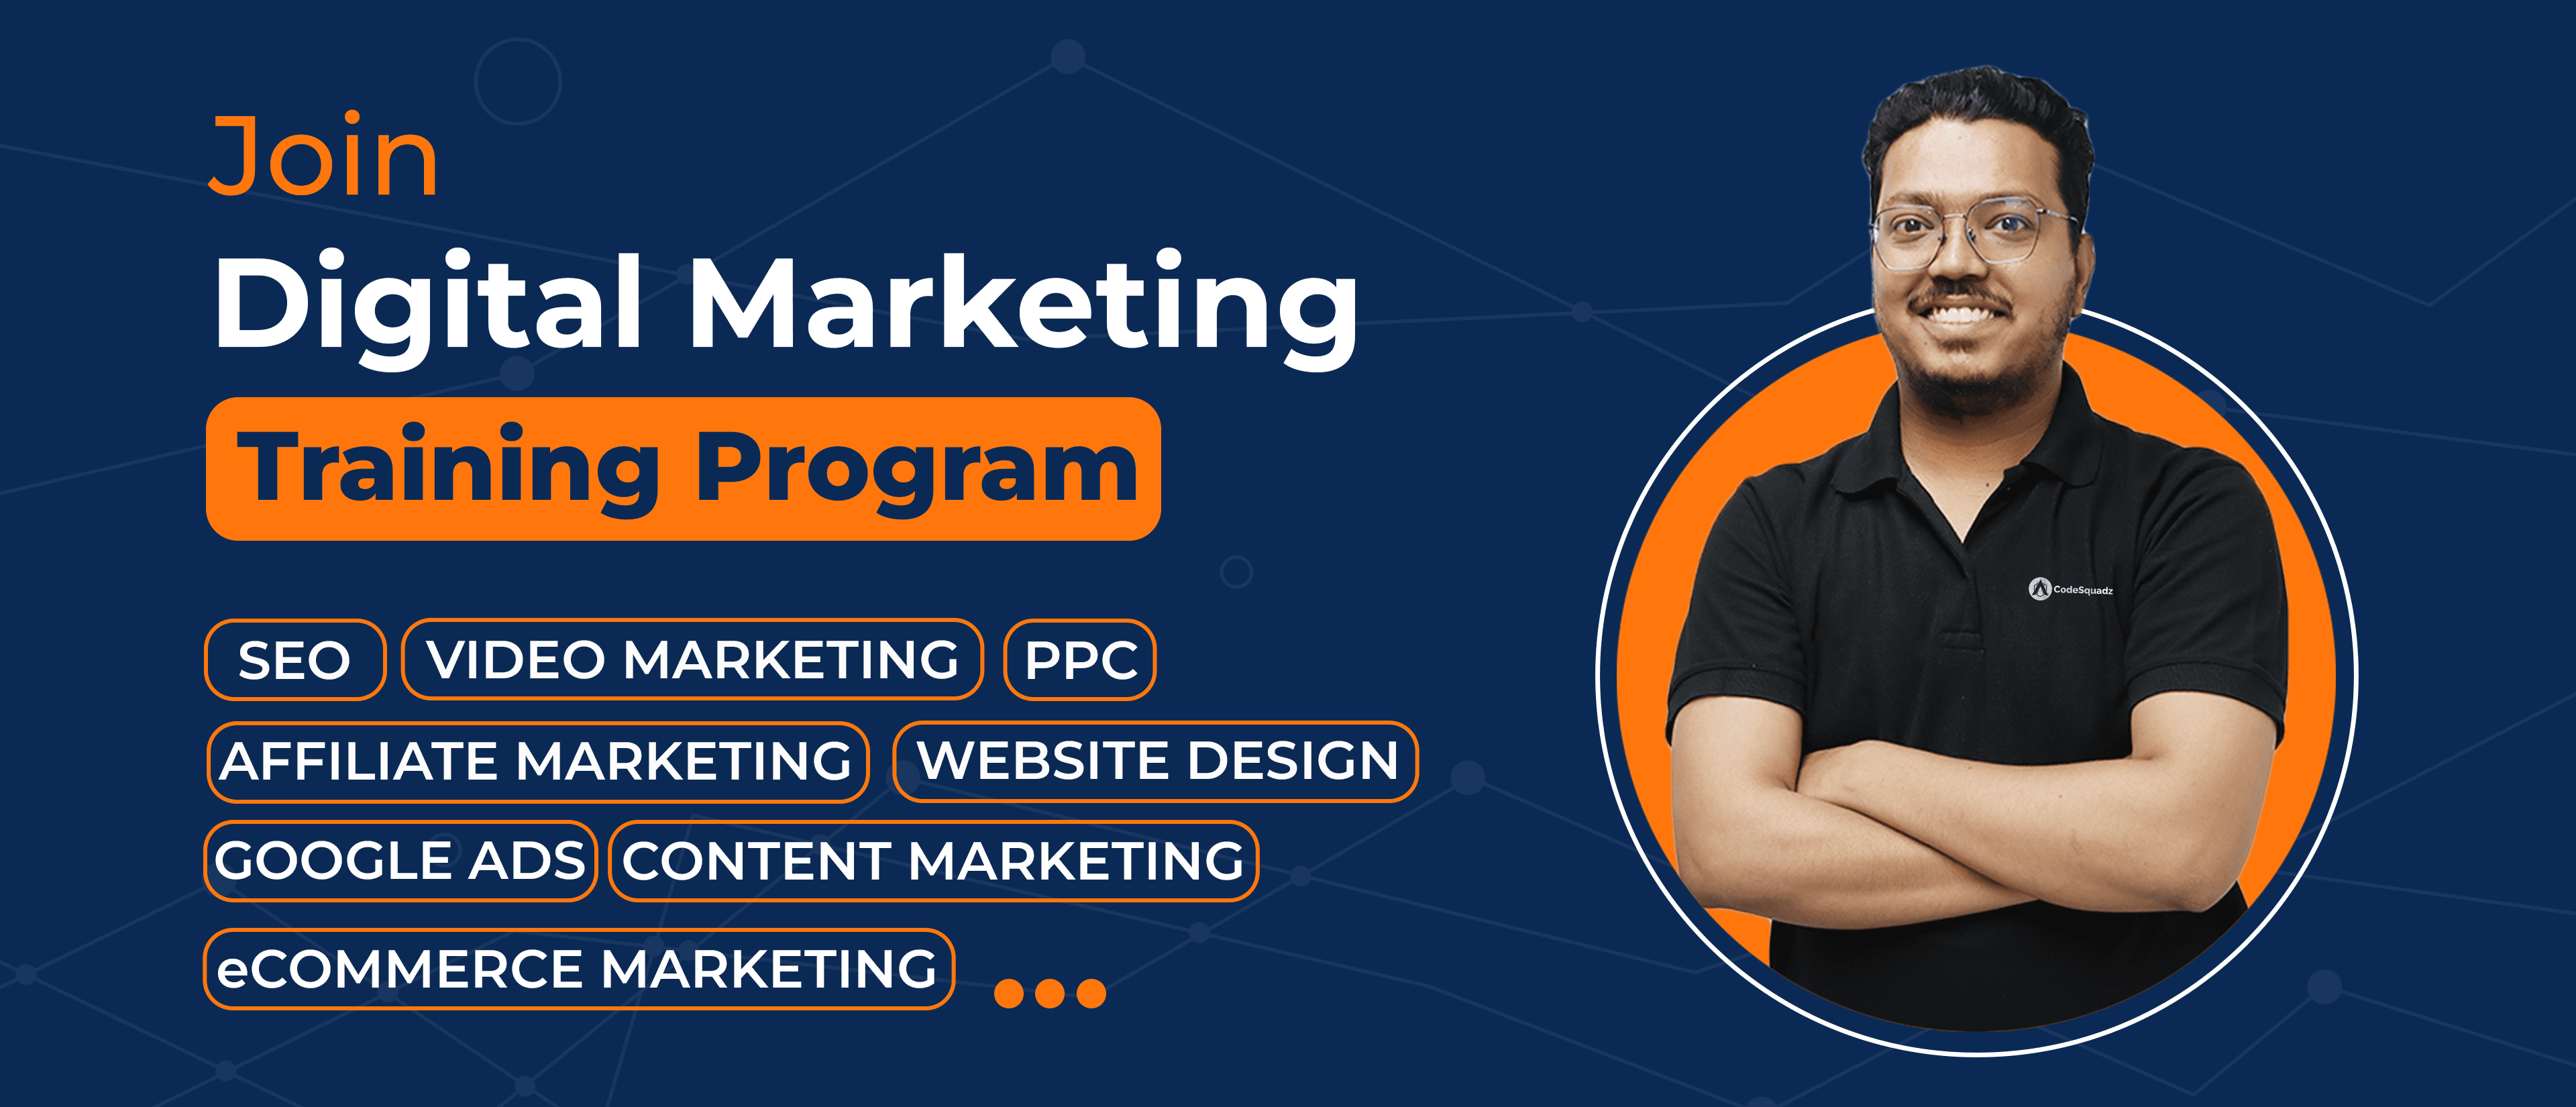 Join
Digital Marketing
Training Program
SEO VIDEO MARKETING PPC
AFFILIATE MARKETING WEBSITE DESIGN
GOOGLE ADS CONTENT MARKETING
eCOMMERCE MARKETING
CodeSquadz